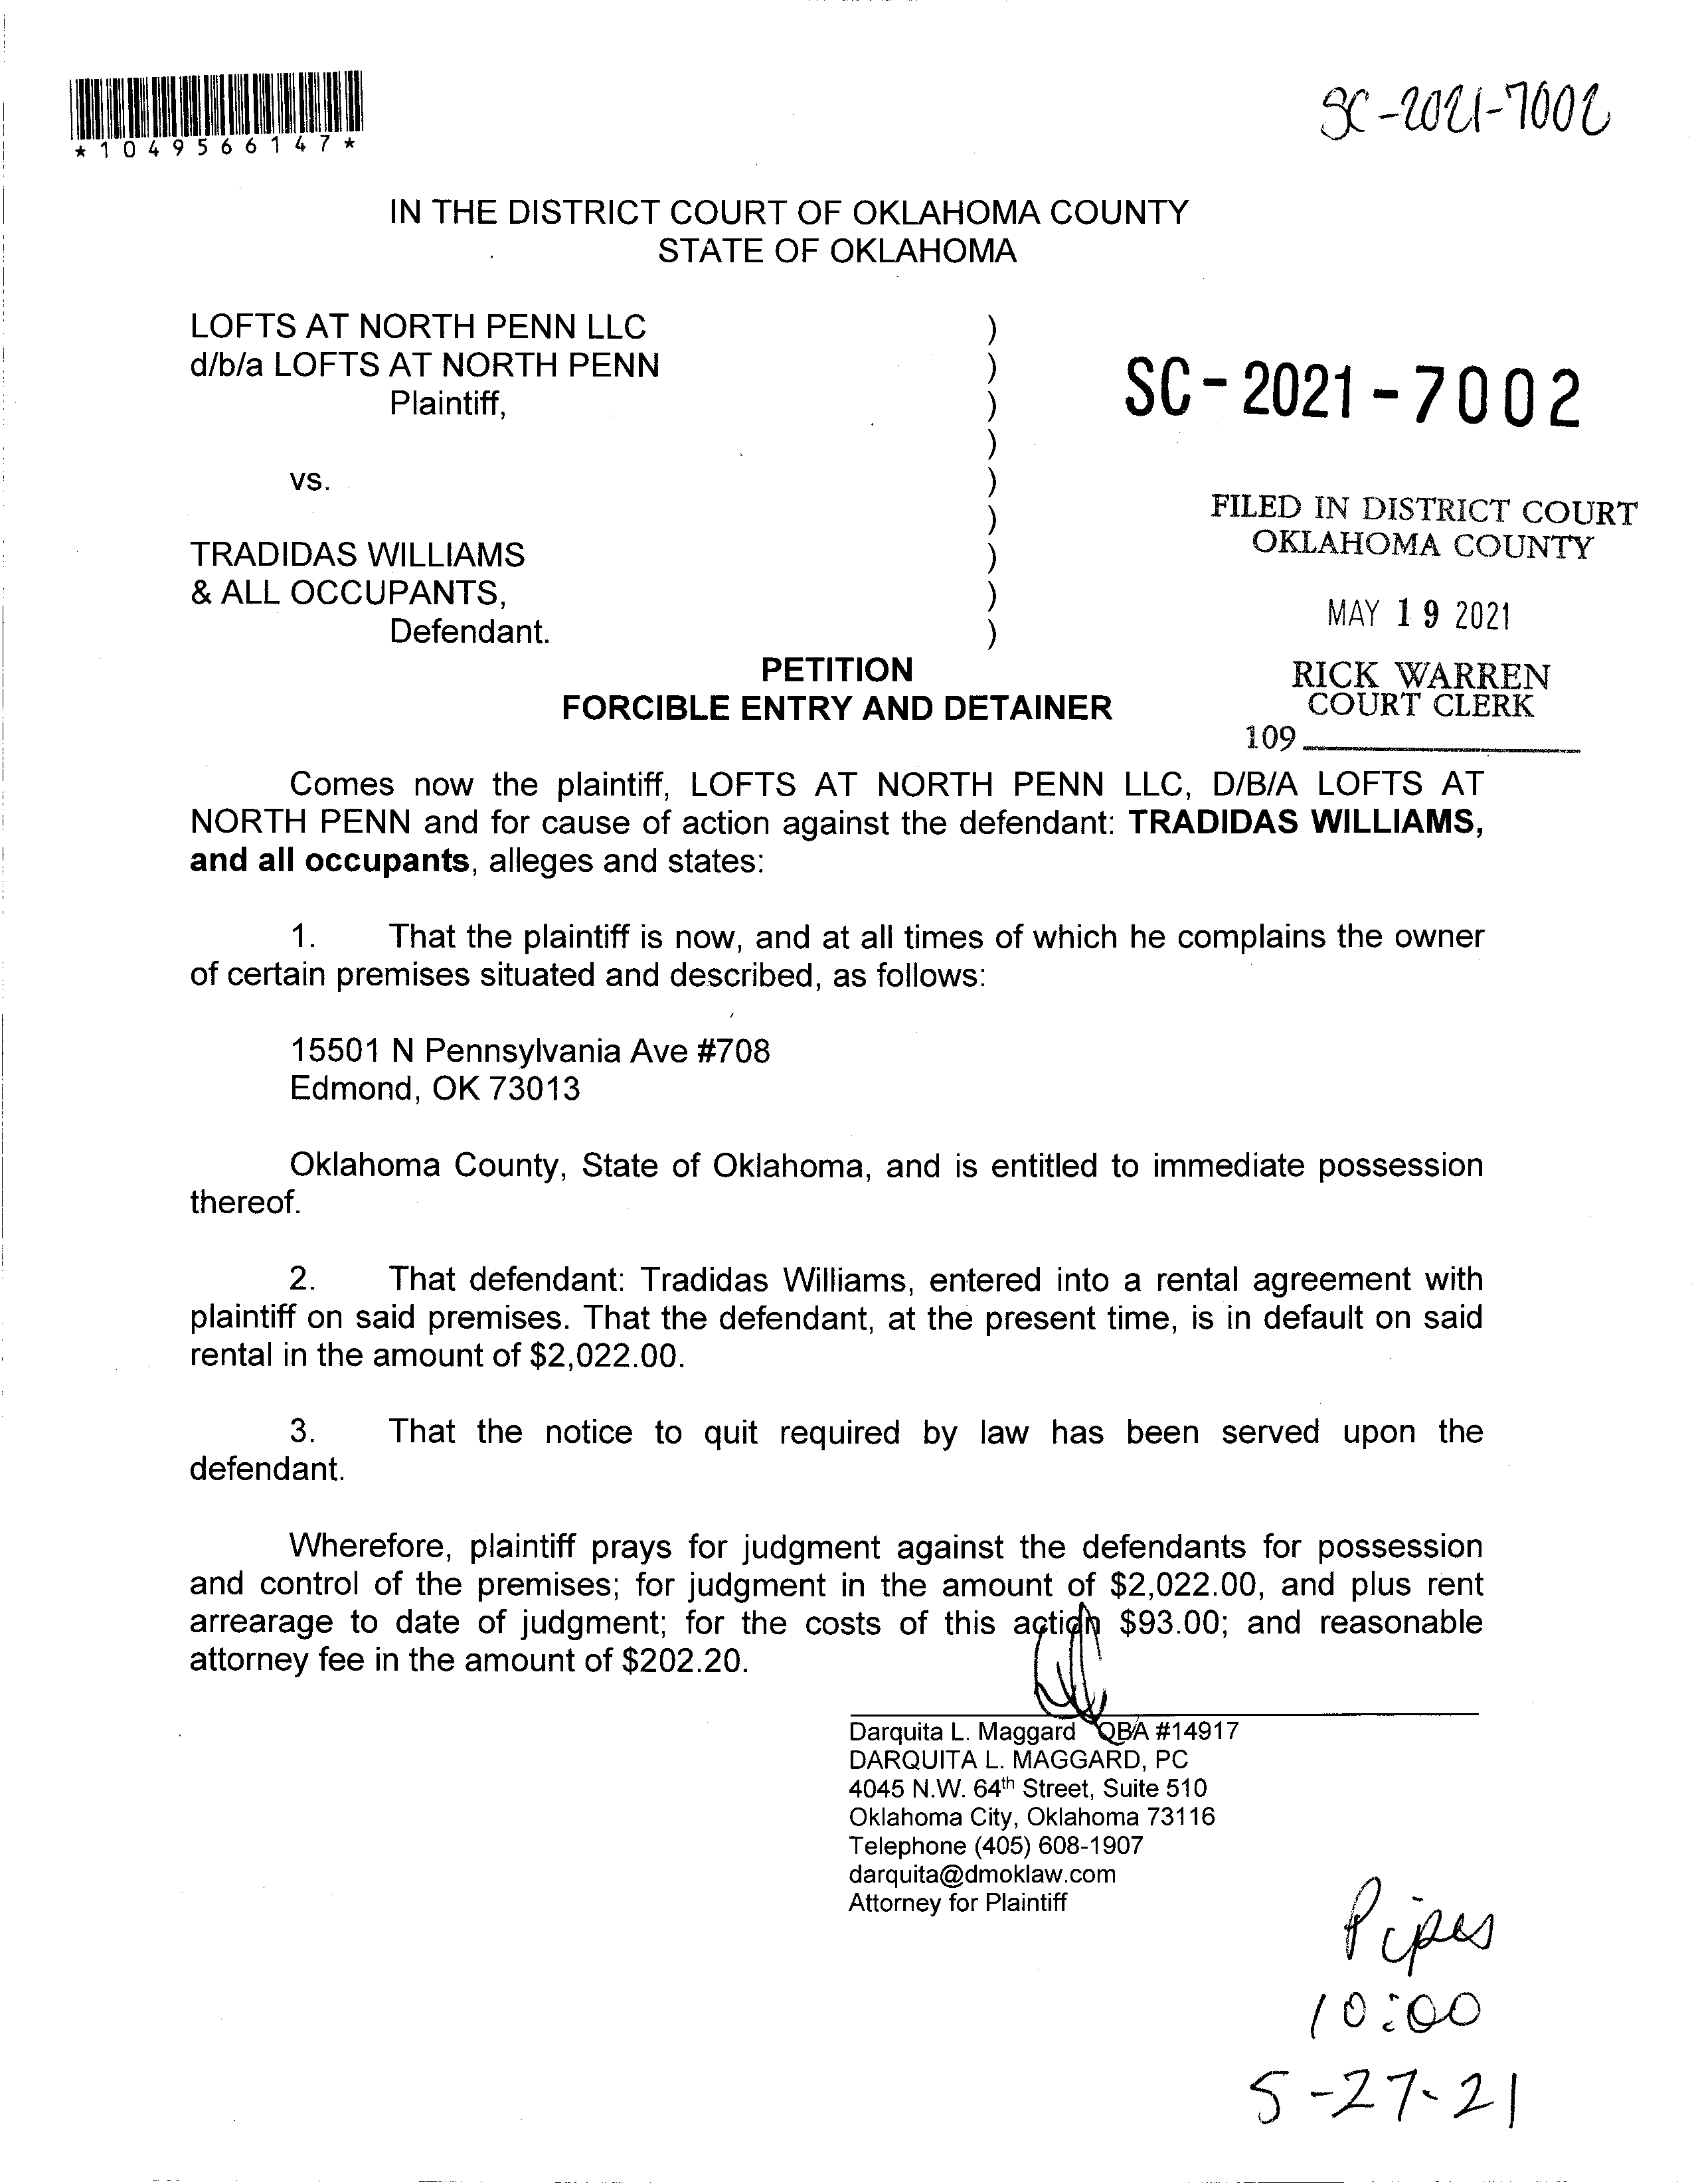 SC-2021-7002
*1049566147*
IN THE DISTRICT COURT OF OKLAHOMA COUNTY
STATE OF OKLAHOMA
LOFTS AT NORTH PENN LLC )
d/b/a LOFTS AT NORTH PENN )
Plaintiff, )
)
vs. )
)
TRADIDAS WILLIAMS )
& ALL OCCUPANTS, )
Defendant. )
SC-2021-7002
FILED IN DISTRICT COURT
OKLAHOMA COUNTY
MAY 19 2021
RICK WARREN
COURT CLERK
109
PETITION
FORCIBLE ENTRY AND DETAINER
Comes now the plaintiff, LOFTS AT NORTH PENN LLC, D/B/A LOFTS AT
NORTH PENN and for cause of action against the defendant: TRADIDAS WILLIAMS,
and all occupants, alleges and states:
1. That the plaintiff is now, and at all times of which he complains the owner
of certain premises situated and described, as follows:
15501 N Pennsylvania Ave #708
Edmond, OK 73013
Oklahoma County, State of Oklahoma, and is entitled to immediate possession
thereof.
2. That defendant: Tradidas Williams, entered into a rental agreement with
plaintiff on said premises. That the defendant, at the present time, is in default on said
rental in the amount of $2,022.00.
3. That the notice to quit required by law has been served upon the
defendant.
Wherefore, plaintiff prays for judgment against the defendants for possession
and control of the premises; for judgment in the amount of $2,022.00, and plus rent
arrearage to date of judgment; for the costs of this action $93.00; and reasonable
attorney fee in the amount of $202.20.
Darquita L. Maggard OBA #14917
DARQUITA L. MAGGARD, PC
4045 N.W. 64th Street, Suite 510
Oklahoma City, Oklahoma 73116
Telephone (405) 608-1907
darquita@dmoklaw.com
Attorney for Plaintiff
Pipes
10:00
5-27-21